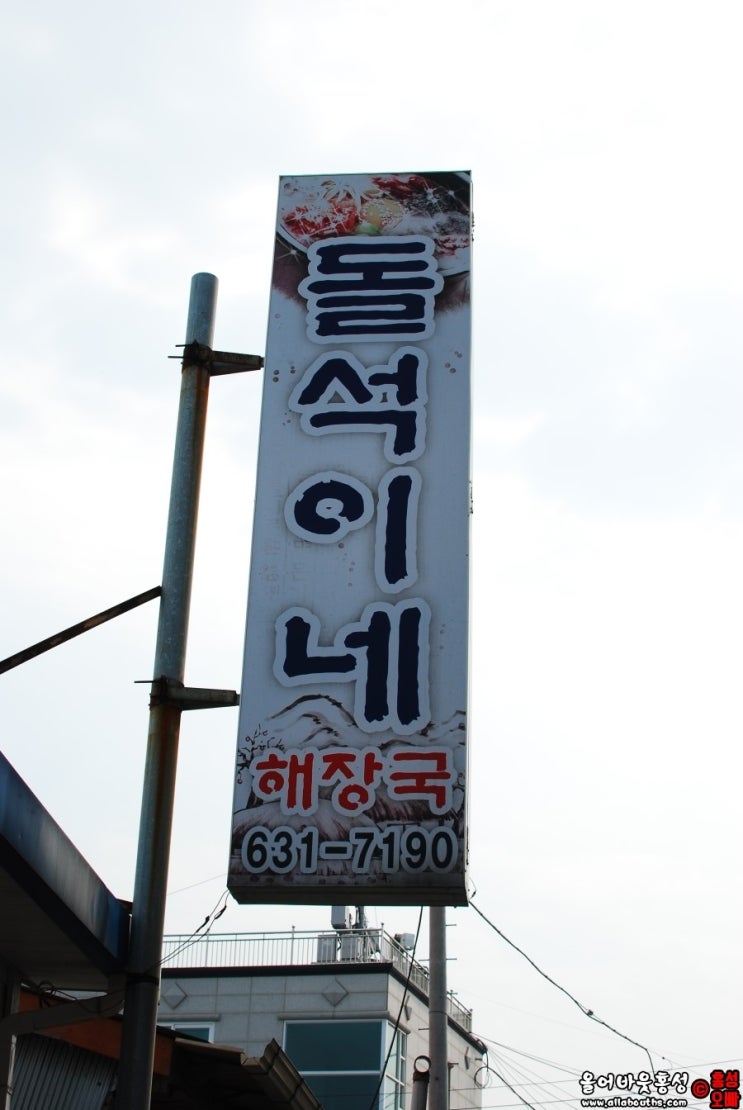 돌석이네
해장국
631-7190
올어바웃홍성
www.allabouths.com
© 홍성
오빠